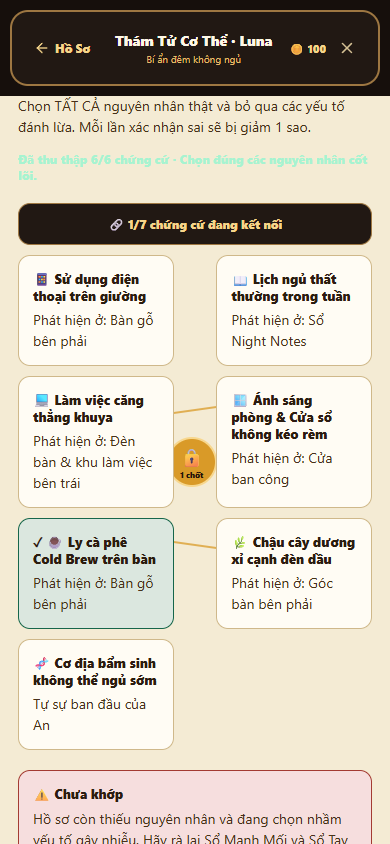 ← Hồ Sơ
Thám Tử Cơ Thể · Luna
Bí ẩn đêm không ngủ
100
Chọn TẤT CẢ nguyên nhân thật và bỏ qua các yếu tố
đánh lừa. Mỗi lần xác nhận sai sẽ bị giảm 1 sao.
Đã thu thập 6/6 chứng cứ · Chọn đúng các nguyên nhân cốt
lõi.
🔗 1/7 chứng cứ đang kết nối
Sử dụng điện
thoại trên giường
Phát hiện ở: Bàn gỗ
bên phải
Lịch ngủ thất
thường trong tuần
Phát hiện ở: Sổ
Night Notes
Làm việc căng
thẳng khuya
Phát hiện ở: Đèn
bàn & khu làm việc
bên trái
Ánh sáng
phòng & Cửa sổ
không kéo rèm
Phát hiện ở: Cửa
ban công
1 chốt
✓ Ly cà phê
Cold Brew trên bàn
Phát hiện ở: Bàn gỗ
bên phải
Chậu cây dương
xỉ cạnh đèn dầu
Phát hiện ở: Góc
bàn bên phải
Cơ địa bẩm sinh
không thể ngủ sớm
Tự sự ban đầu của
An
⚠️ Chưa khớp
Hồ sơ còn thiếu nguyên nhân và đang chọn nhầm
yếu tố gây nhiễu. Hãy rà lại Sổ Manh Mối và Sổ Tay